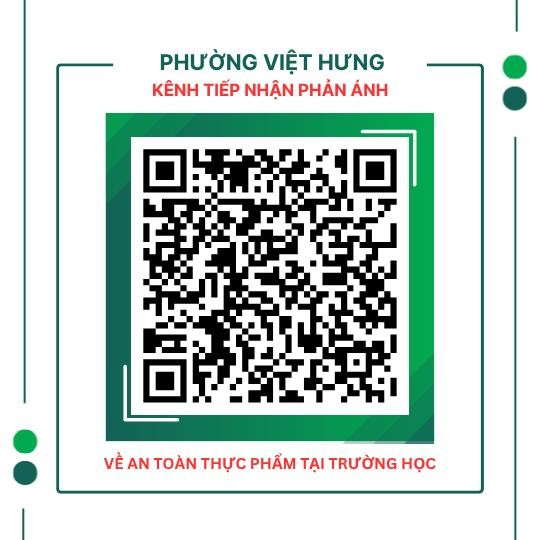 PHƯỜNG VIỆT HƯNG
KÊNH TIẾP NHẬN PHẢN ÁNH
VỀ AN TOÀN THỰC PHẨM TẠI TRƯỜNG HỌC